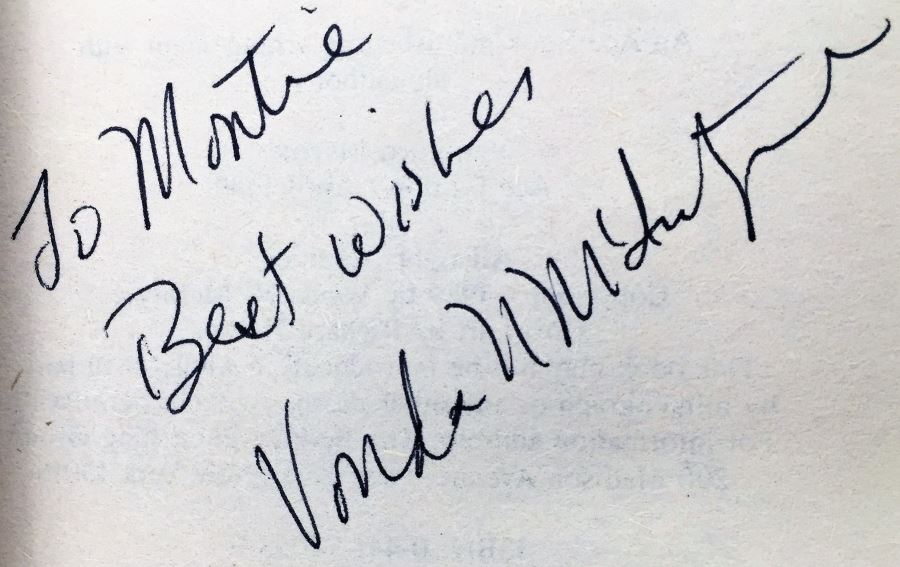 To Montie
Best Wishes
Vonda N McIntyre